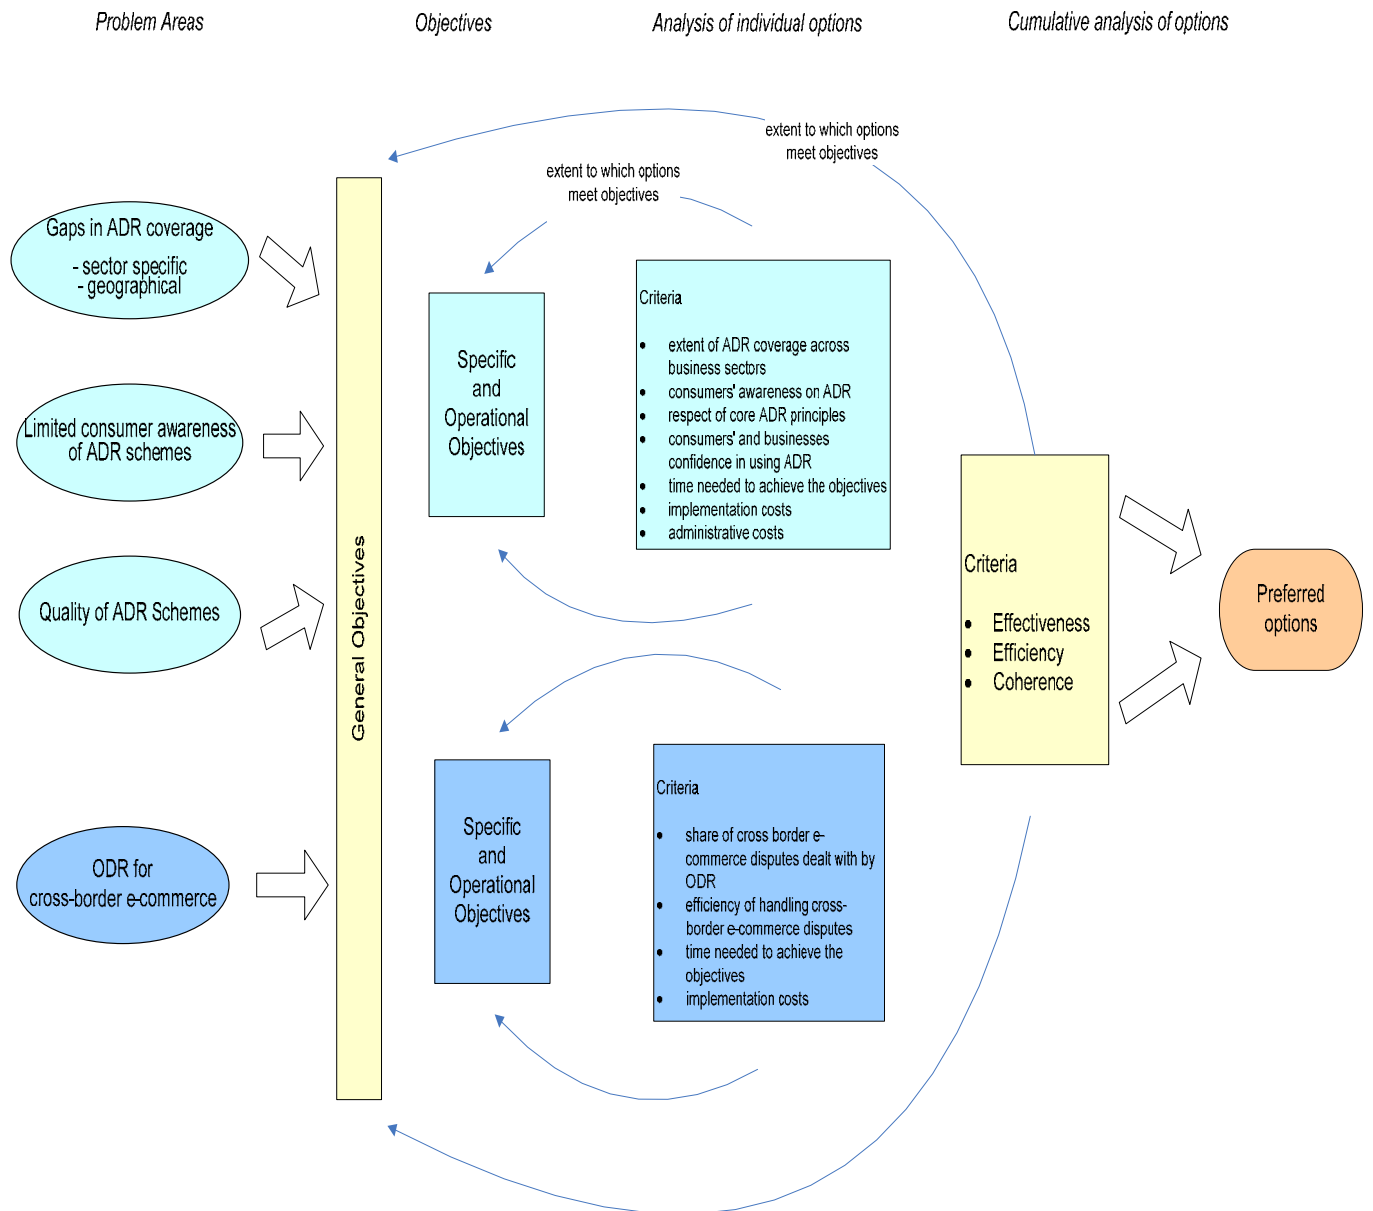 Problem Areas
Objectives
Analysis of individual options
Cumulative analysis of options
extent to which options
meet objectives
extent to which options
meet objectives
Gaps in ADR coverage
- sector specific
- geographical
Limited consumer awareness
of ADR schemes
Quality of ADR Schemes
ODR for
cross-border e-commerce
General Objectives
Specific
and
Operational
Objectives
Criteria
• extent of ADR coverage across
business sectors
• consumers' awareness on ADR
• respect of core ADR principles
• consumers' and businesses
confidence in using ADR
• time needed to achieve the objectives
• implementation costs
• administrative costs
Specific
and
Operational
Objectives
Criteria
• share of cross border e-
commerce disputes dealt with by
ODR
• efficiency of handling cross-
border e-commerce disputes
• time needed to achieve the
objectives
• implementation costs
Criteria
• Effectiveness
• Efficiency
• Coherence
Preferred
options